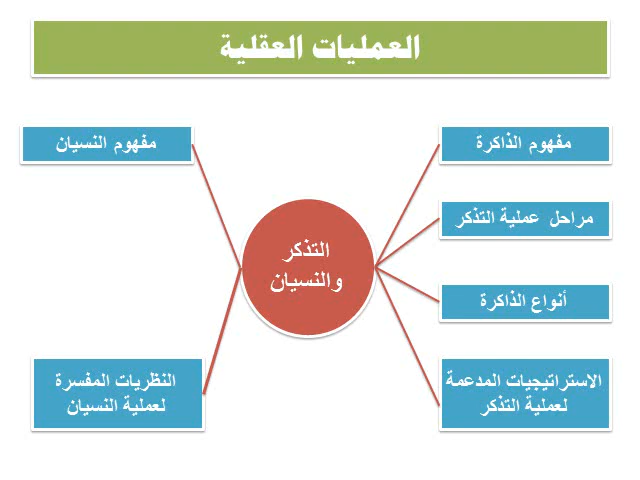 العمليات العقلية
مفهوم الذاكرة
مراحل عملية التذكر
أنواع الذاكرة
الاستراتيجيات المدعمة
لعملية التذكر
التذكر
والنسيان
مفهوم النسيان
النظريات المفسرة
لعملية النسيان